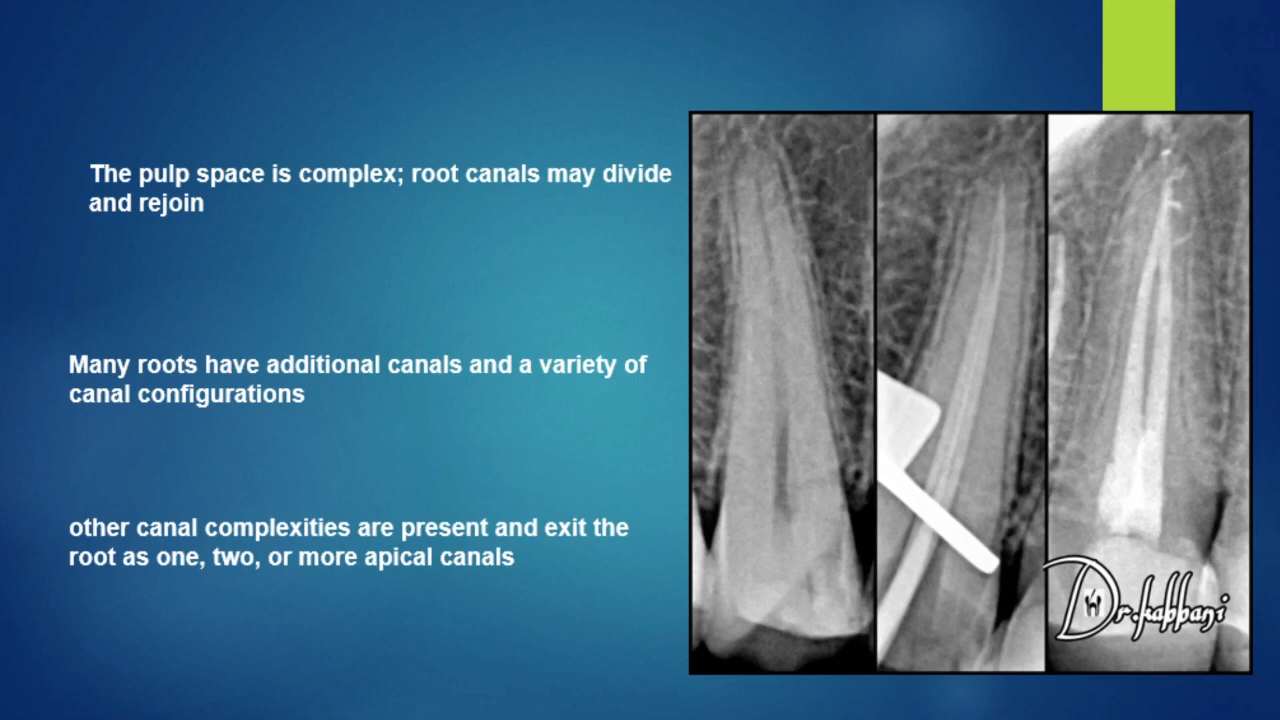 The pulp space is complex; root canals may divide
and rejoin
Many roots have additional canals and a variety of
canal configurations
other canal complexities are present and exit the
root as one, two, or more apical canals
Dr.kabbani